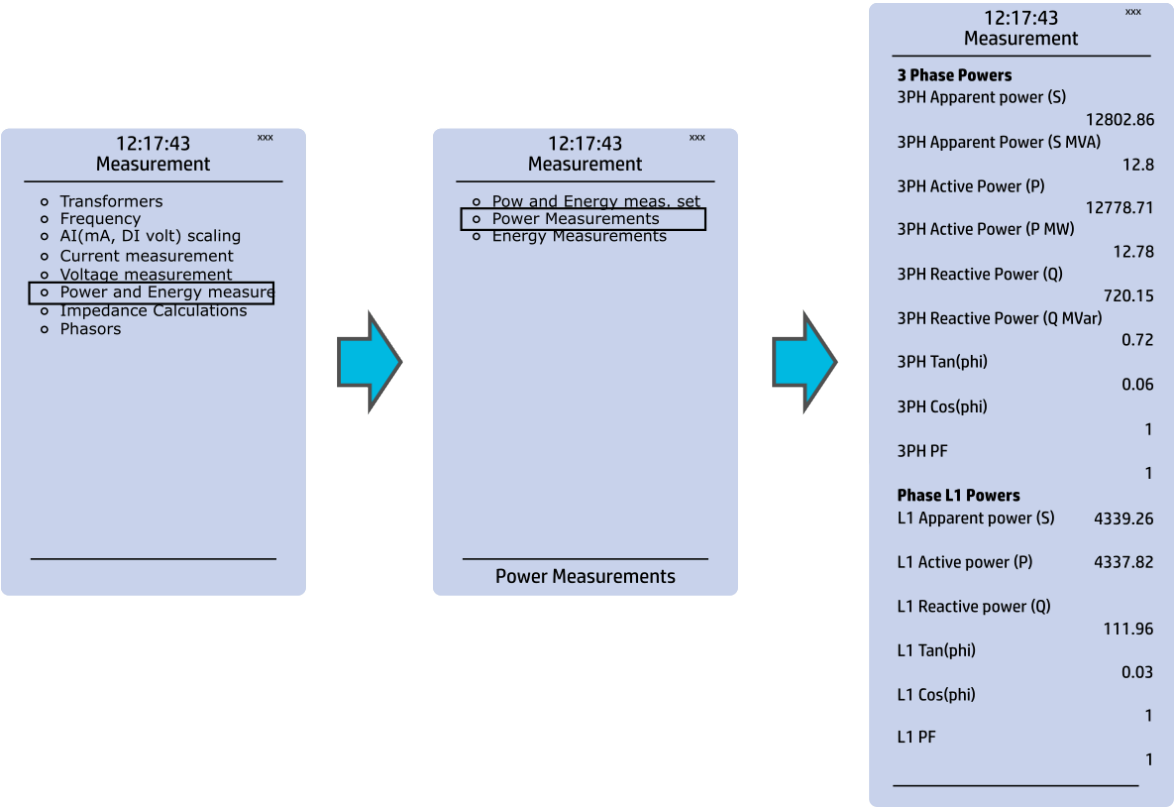 12:17:43
xxx
Measurement
Transformers
Frequency
AI(mA, DI volt) scaling
Current measurement
Voltage measurement
Power and Energy measure
Impedance Calculations
Phasors
12:17:43
xxx
Measurement
Pow and Energy meas. set
Power Measurements
Energy Measurements
Power Measurements
12:17:43
xxx
Measurement
3 Phase Powers
3PH Apparent power (S)
12802.86
3PH Apparent Power (S MVA)
12.8
3PH Active Power (P)
12778.71
3PH Active Power (P MW)
12.78
3PH Reactive Power (Q)
720.15
3PH Reactive Power (Q MVar)
0.72
3PH Tan(phi)
0.06
3PH Cos(phi)
1
3PH PF
1
Phase L1 Powers
L1 Apparent power (S) 4339.26
L1 Active power (P) 4337.82
L1 Reactive power (Q)
111.96
L1 Tan(phi)
0.03
L1 Cos(phi)
1
L1 PF
1